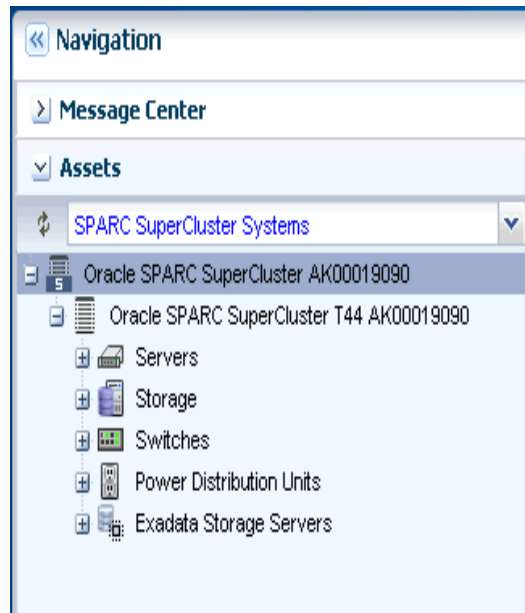 Navigation
Message Center
Assets
SPARC SuperCluster Systems
Oracle SPARC SuperCluster AK00019090
Oracle SPARC SuperCluster T44 AK00019090
Servers
Storage
Switches
Power Distribution Units
Exadata Storage Servers